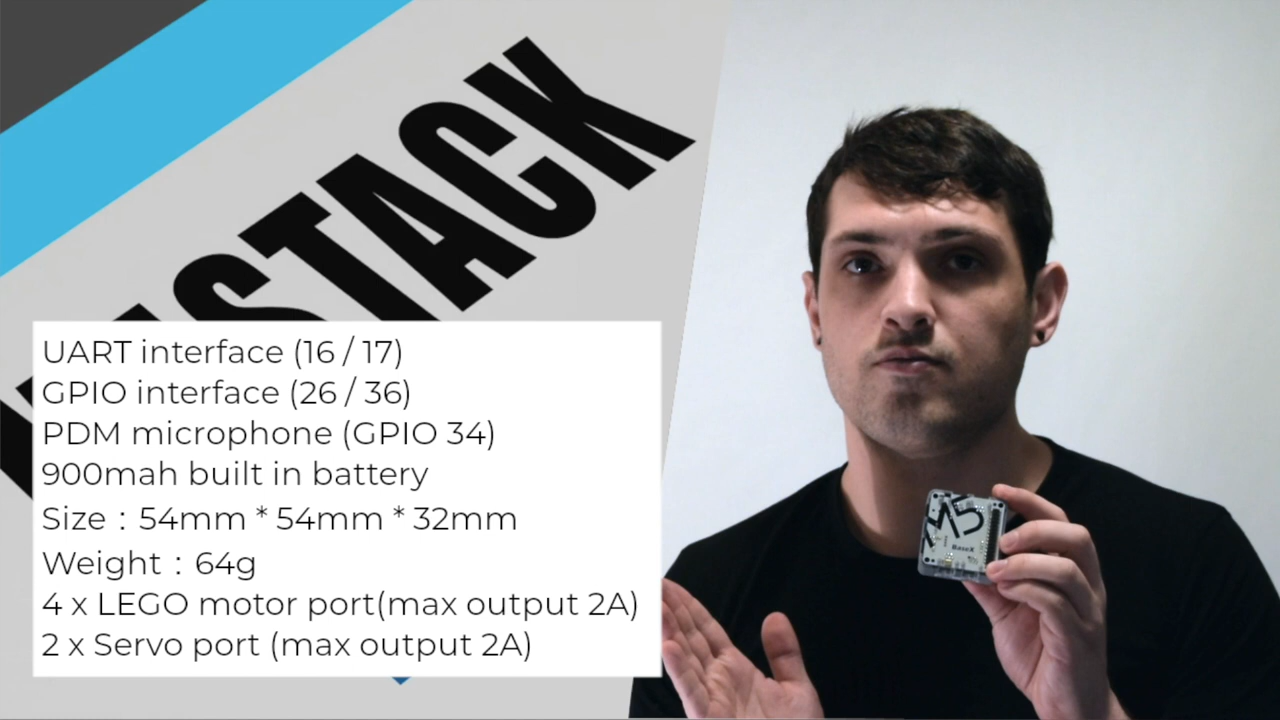 STACK
UART interface (16 / 17)
GPIO interface (26 / 36)
PDM microphone (GPIO 34)
900mah built in battery
Size : 54mm * 54mm * 32mm
Weight : 64g
4 x LEGO motor port(max output 2A)
2 x Servo port (max output 2A)
M5
BaseX